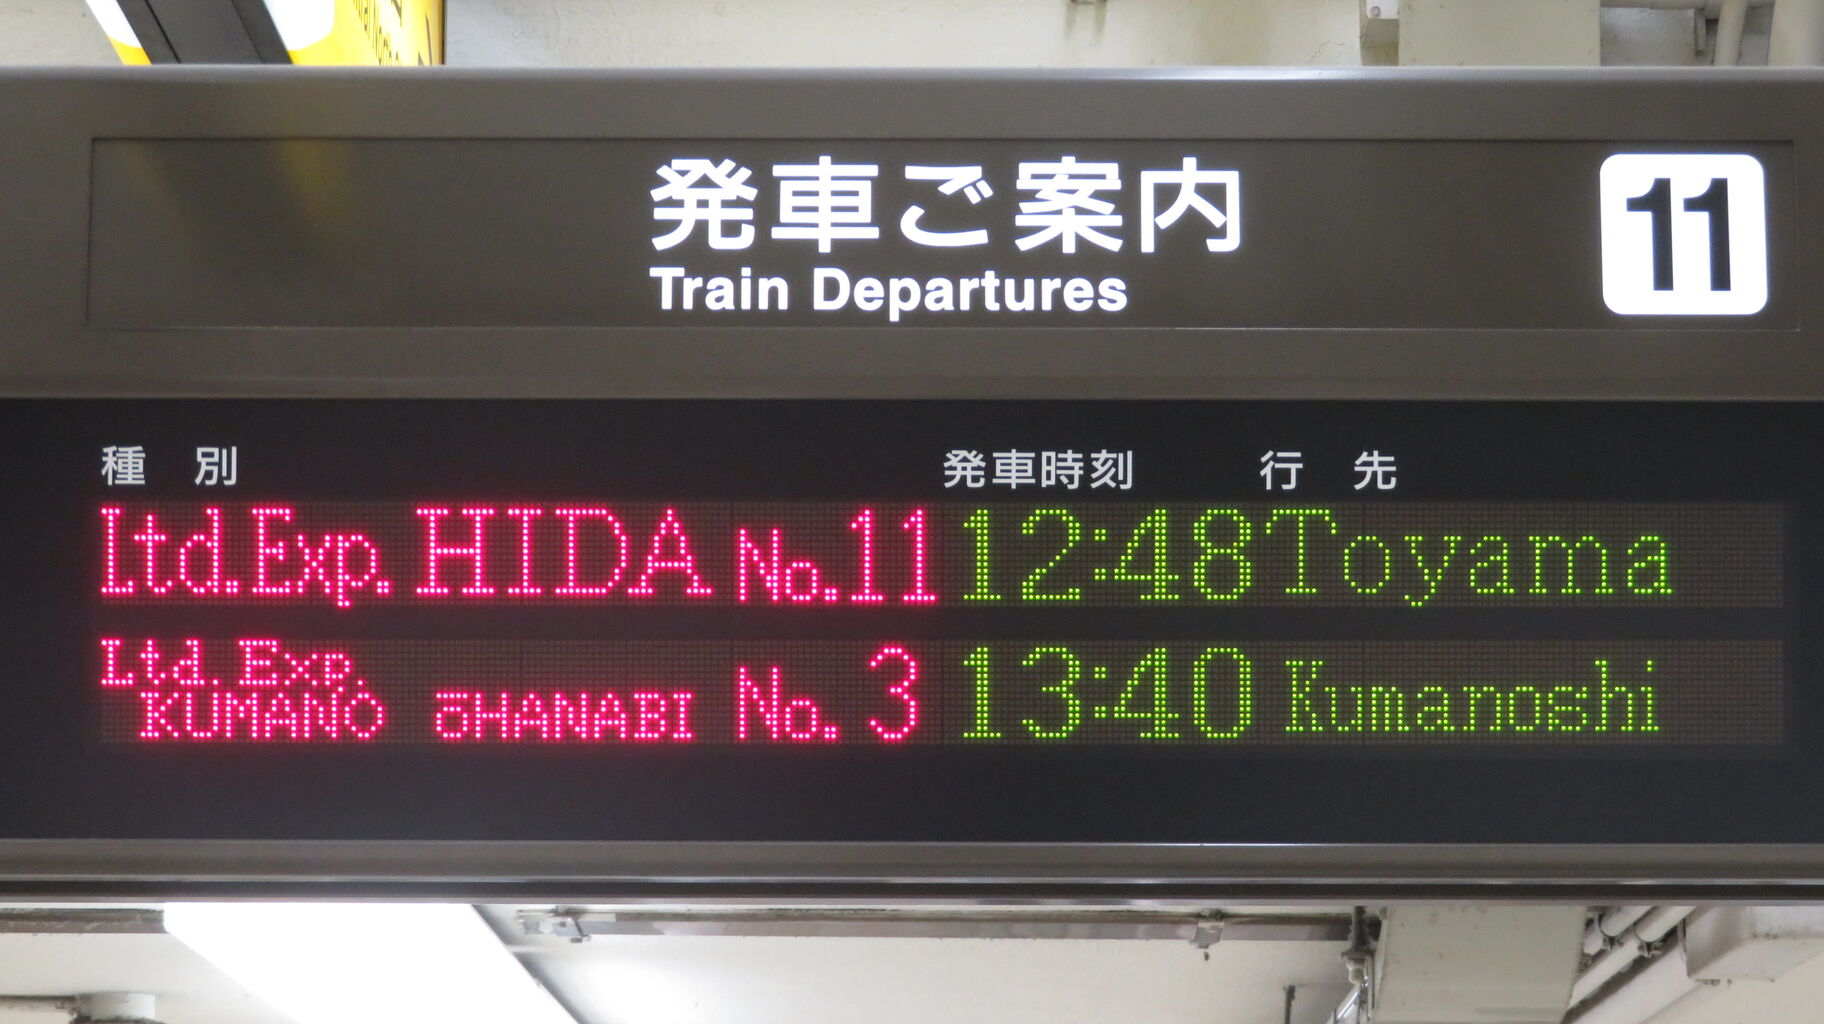 発車ご案内
Train Departures
11
種 別 発車時刻 行 先
Ltd.Exp. HIDA No.11 12:48 Toyama
Ltd.Exp.
KUMANO OHANABI No. 3 13:40 Kumanoshi